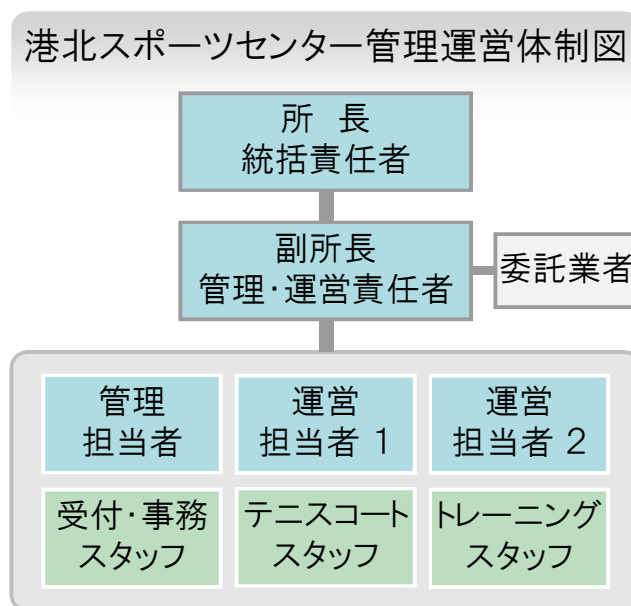 港北スポーツセンター管理運営体制図
所 長
統括責任者
副所長
管理・運営責任者
委託業者
管理
担当者
運営
担当者 1
運営
担当者 2
受付・事務
スタッフ
テニスコート
スタッフ
トレーニング
スタッフ